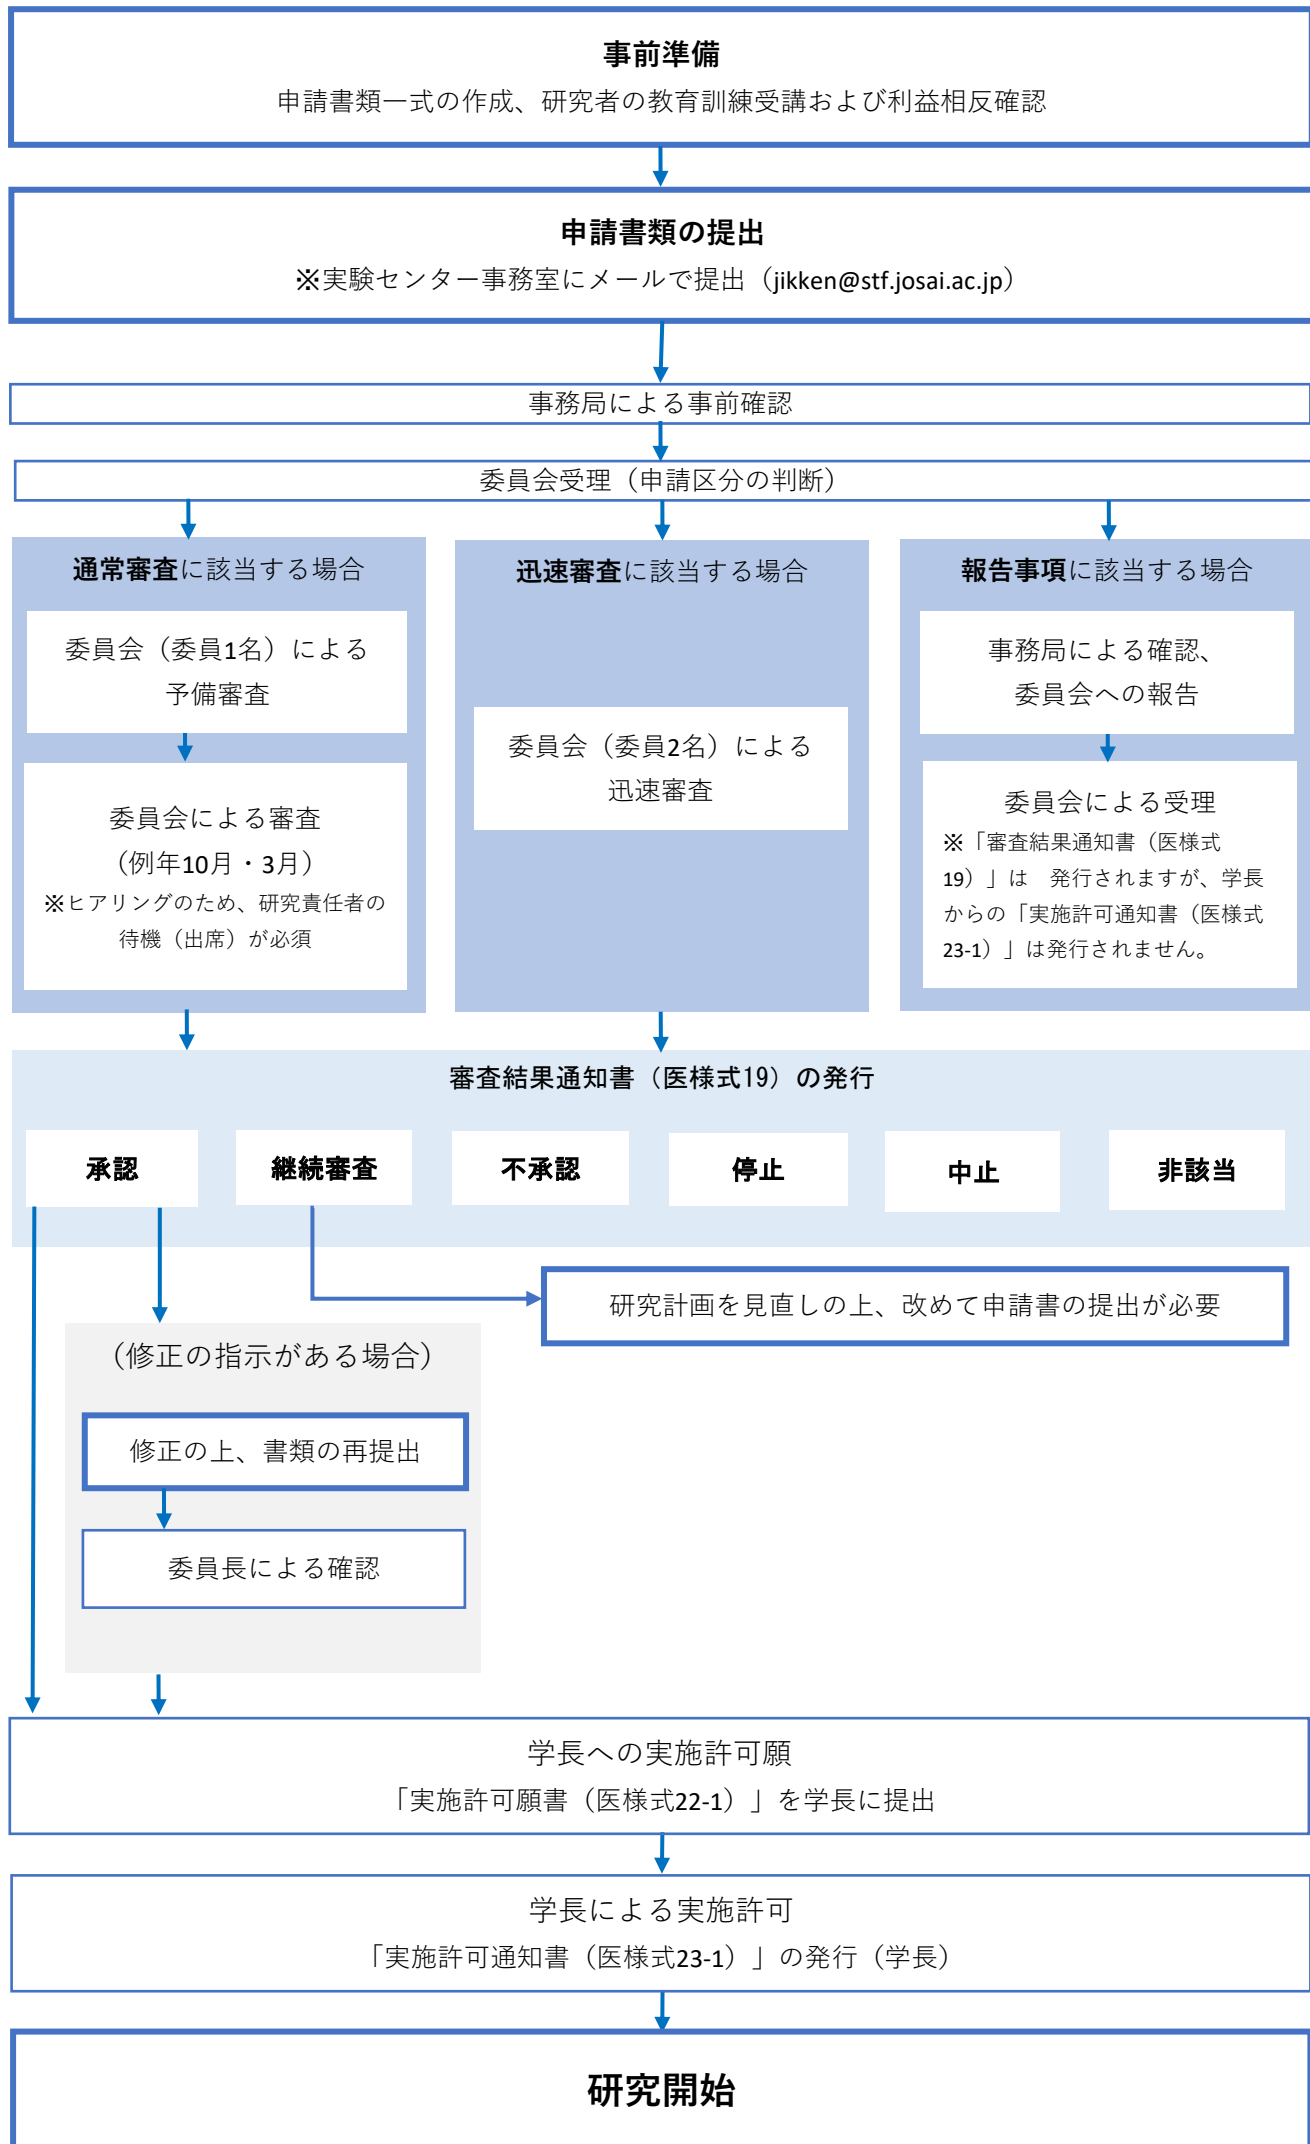 事前準備
申請書類一式の作成、研究者の教育訓練受講および利益相反確認
申請書類の提出
※実験センター事務室にメールで提出（jikken@stf.josai.ac.jp）
事務局による事前確認
委員会受理（申請区分の判断）
通常審査に該当する場合
委員会（委員1名）による
予備審査
委員会による審査
（例年10月・3月）
※ヒアリングのため、研究責任者の
待機（出席）が必須
迅速審査に該当する場合
委員会（委員2名）による
迅速審査
報告事項に該当する場合
事務局による確認、
委員会への報告
委員会による受理
※「審査結果通知書（医様式
19）」は　発行されますが、学長
からの「実施許可通知書（医様式
23-1）」は発行されません。
審査結果通知書（医様式19）の発行
承認
継続審査
不承認
停止
中止
非該当
研究計画を見直しの上、改めて申請書の提出が必要
（修正の指示がある場合）
修正の上、書類の再提出
委員長による確認
学長への実施許可願
「実施許可願書（医様式22-1）」を学長に提出
学長による実施許可
「実施許可通知書（医様式23-1）」の発行（学長）
研究開始